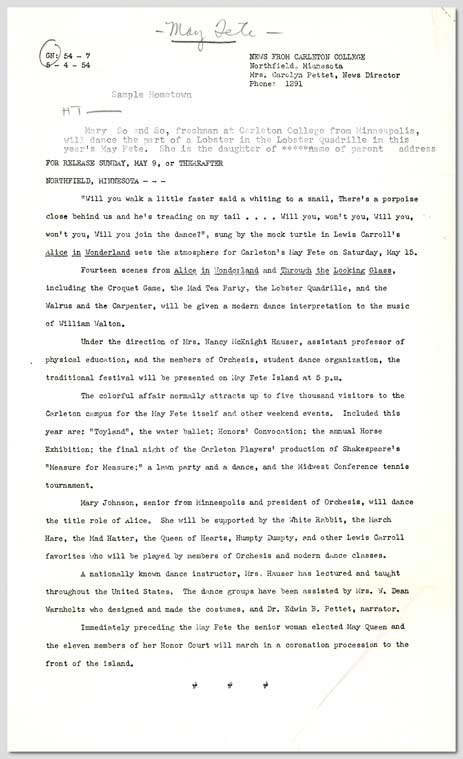 - May Fete -
GN: 54 - 7
5 - 4 - 54
NEWS FROM CARLETON COLLEGE
Northfield, Minnesota
Mrs. Carolyn Pettet, News Director
Phone: 1291
Sample Hometown
HT —
Mary So and So, freshman at Carleton College from Minneapolis,
will dance the part of a Lobster in the Lobster Quadrille in this
year's May Fete. She is the daughter of *****name of parent address
FOR RELEASE SUNDAY, MAY 9, or THEREAFTER
NORTHFIELD, MINNESOTA - - -
"Will you walk a little faster said a whiting to a snail, There's a porpoise
close behind us and he's treading on my tail . . . . Will you, won't you, Will you,
won't you, Will you join the dance?", sung by the mock turtle in Lewis Carroll's
Alice in Wonderland sets the atmosphere for Carleton's May Fete on Saturday, May 15.
Fourteen scenes from Alice in Wonderland and Through the Looking Glass,
including the Croquet Game, the Mad Tea Party, the Lobster Quadrille, and the
Walrus and the Carpenter, will be given a modern dance interpretation to the music
of William Walton.
Under the direction of Mrs. Nancy McKnight Hauser, assistant professor of
physical education, and the members of Orchesis, student dance organization, the
traditional festival will be presented on May Fete Island at 5 p.m.
The colorful affair normally attracts up to five thousand visitors to the
Carleton campus for the May Fete itself and other weekend events. Included this
year are: "Toyland", the water ballet; Honors' Convocation; the annual Horse
Exhibition; the final night of the Carleton Players' production of Shakespeare's
"Measure for Measure;" a lawn party and a dance, and the Midwest Conference tennis
tournament.
Mary Johnson, senior from Minneapolis and president of Orchesis, will dance
the title role of Alice. She will be supported by the White Rabbit, the March
Hare, the Mad Hatter, the Queen of Hearts, Humpty Dumpty, and other Lewis Carroll
favorites who will be played by members of Orchesis and modern dance classes.
A nationally known dance instructor, Mrs. Hauser has lectured and taught
throughout the United States. The dance groups have been assisted by Mrs. W. Dean
Warnholtz who designed and made the costumes, and Dr. Edwin B. Pettet, narrator.
Immediately preceding the May Fete the senior woman elected May Queen and
the eleven members of her Honor Court will march in a coronation procession to the
front of the island.
# # #